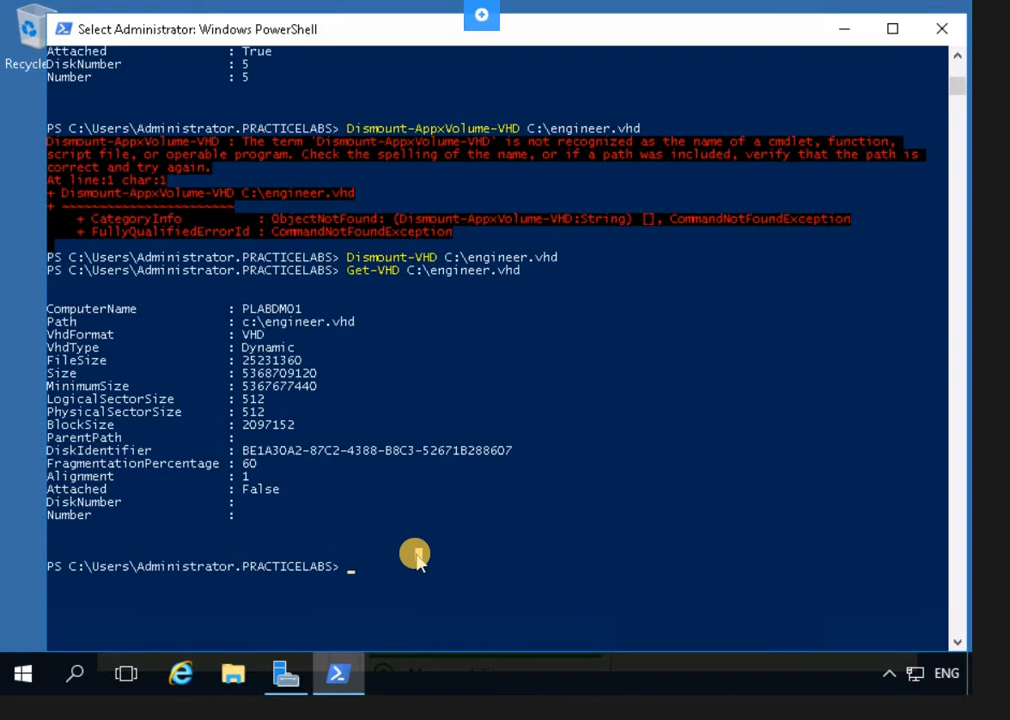 Select Administrator: Windows PowerShell
Recycle
Attached : True
DiskNumber : 5
Number : 5
PS C:\Users\Administrator.PRACTICELABS> Dismount-AppxVolume-VHD C:\engineer.vhd
Dismount-AppxVolume-VHD : The term 'Dismount-AppxVolume-VHD' is not recognized as the name of a cmdlet, function,
script file, or operable program. Check the spelling of the name, or if a path was included, verify that the path is
correct and try again.
At line:1 char:1
+ Dismount-AppxVolume-VHD C:\engineer.vhd
+ ~~~~~~~~~~~~~~~~~~~~~~~
+ CategoryInfo : ObjectNotFound: (Dismount-AppxVolume-VHD:String) [], CommandNotFoundException
+ FullyQualifiedErrorId : CommandNotFoundException
PS C:\Users\Administrator.PRACTICELABS> Dismount-VHD C:\engineer.vhd
PS C:\Users\Administrator.PRACTICELABS> Get-VHD C:\engineer.vhd
ComputerName : PLABDM01
Path : c:\engineer.vhd
VhdFormat : VHD
VhdType : Dynamic
FileSize : 25231360
Size : 5368709120
MinimumSize : 5367677440
LogicalSectorSize : 512
PhysicalSectorSize : 512
BlockSize : 2097152
ParentPath :
DiskIdentifier : BE1A30A2-87C2-4388-B8C3-52671B288607
FragmentationPercentage : 60
Alignment : 1
Attached : False
DiskNumber :
Number :
PS C:\Users\Administrator.PRACTICELABS> _
ENG